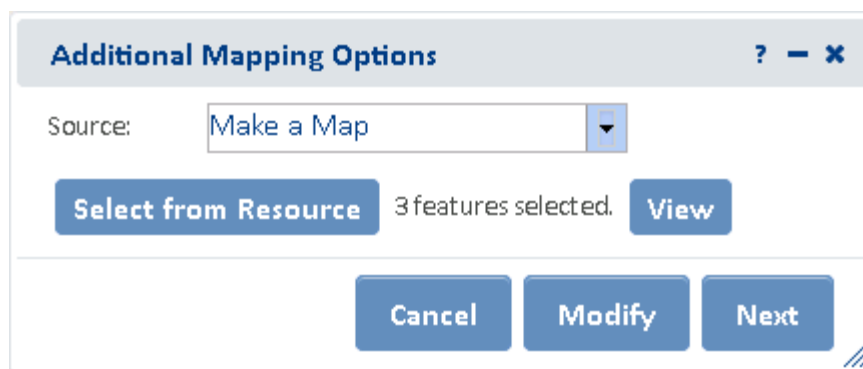 Additional Mapping Options ? − ×
Source: Make a Map
Select from Resource 3 features selected. View
Cancel Modify Next